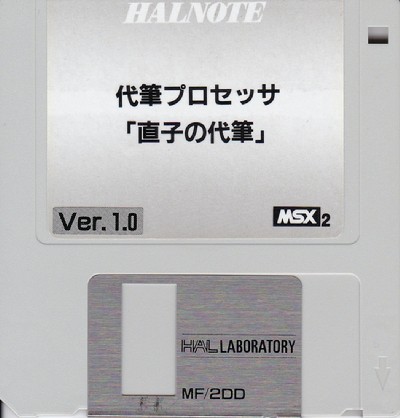 HALNOTE
代筆プロセッサ
「直子の代筆」
Ver. 1.0
MSX2
HAL LABORATORY
MF/2DD